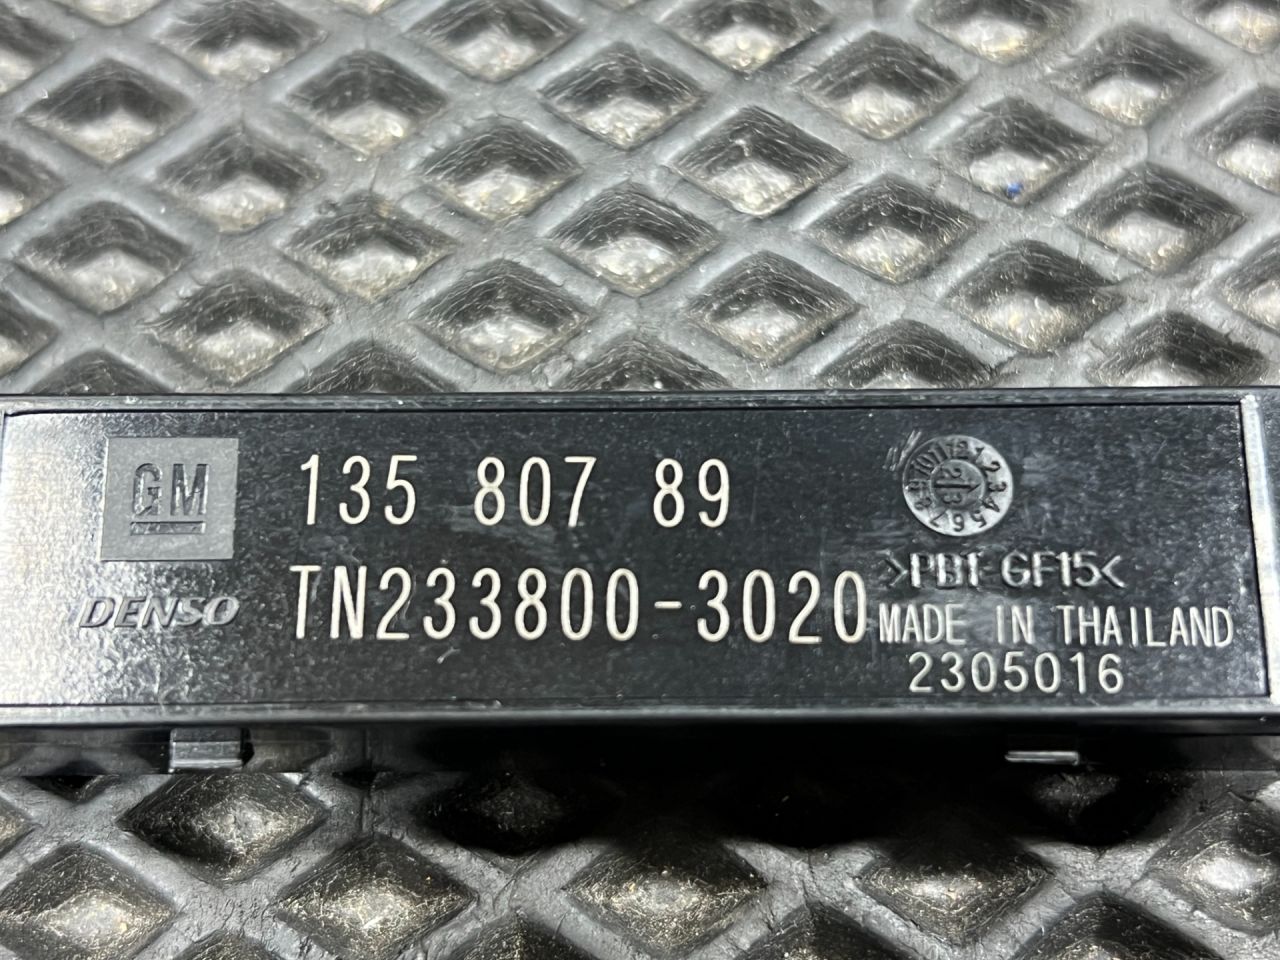 GM
135 807 89
DENSO
TN233800-3020
>PBT GF15<
MADE IN THAILAND
2305016